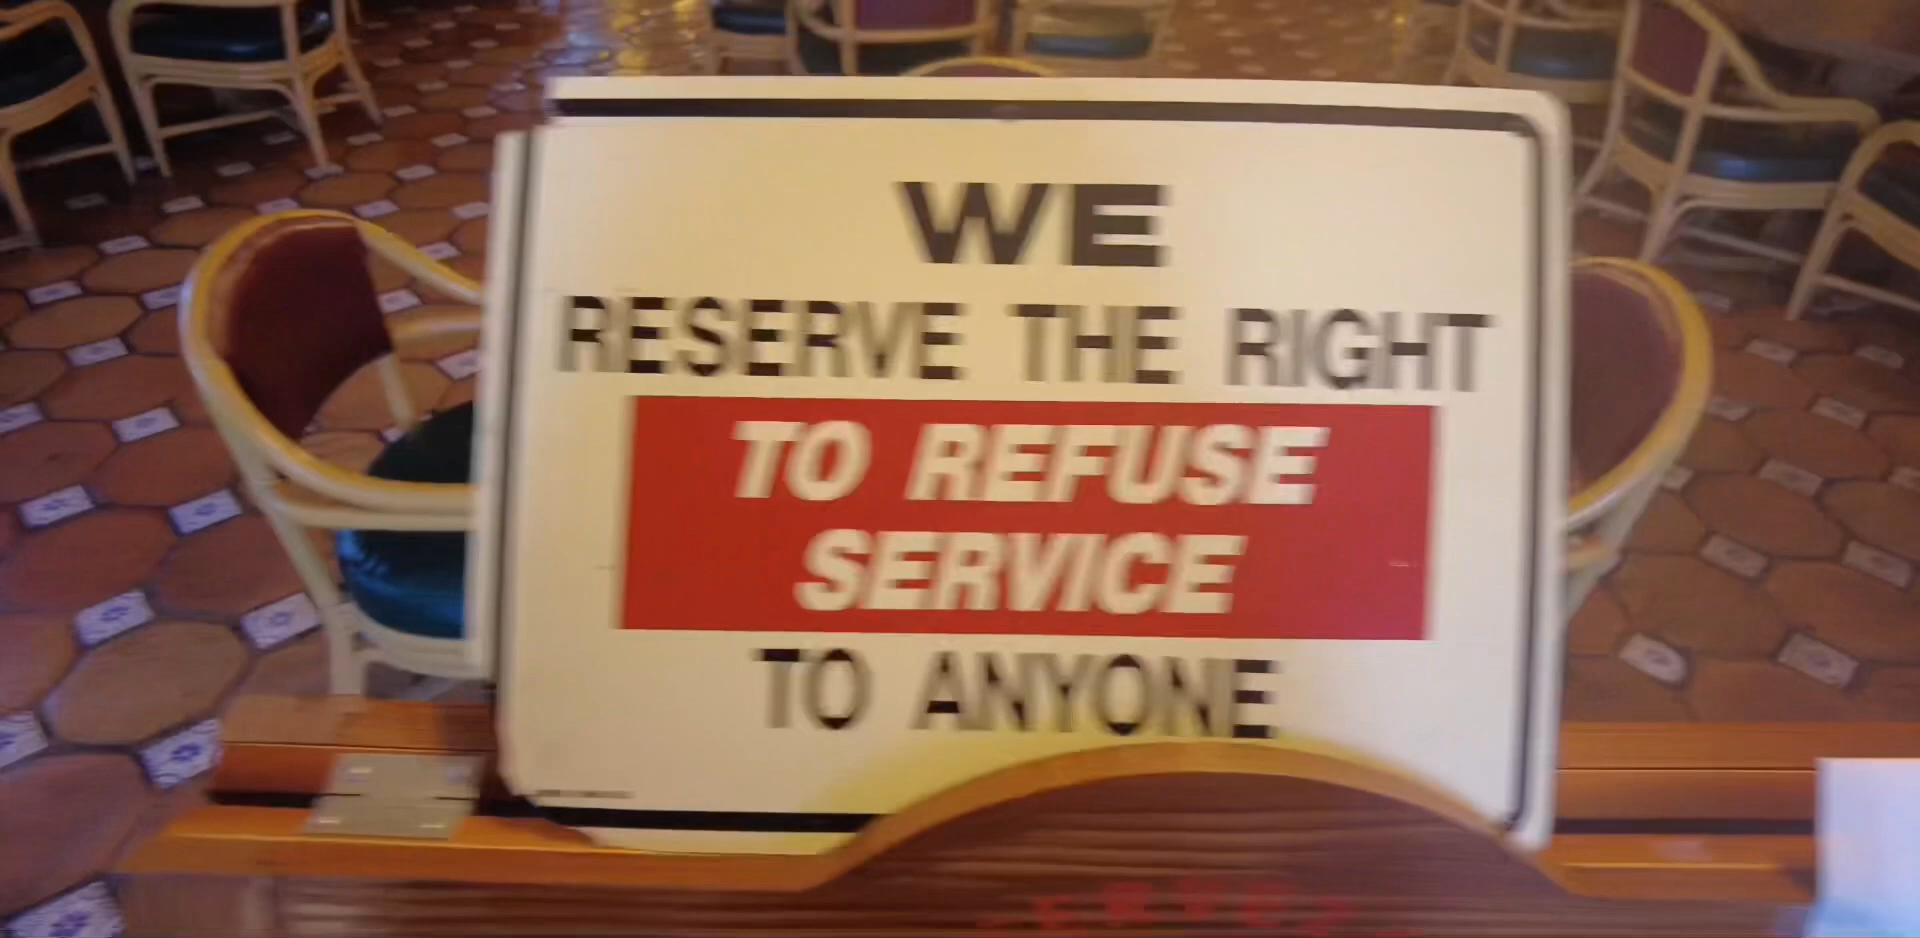 WE
RESERVE THE RIGHT
TO REFUSE
SERVICE
TO ANYONE